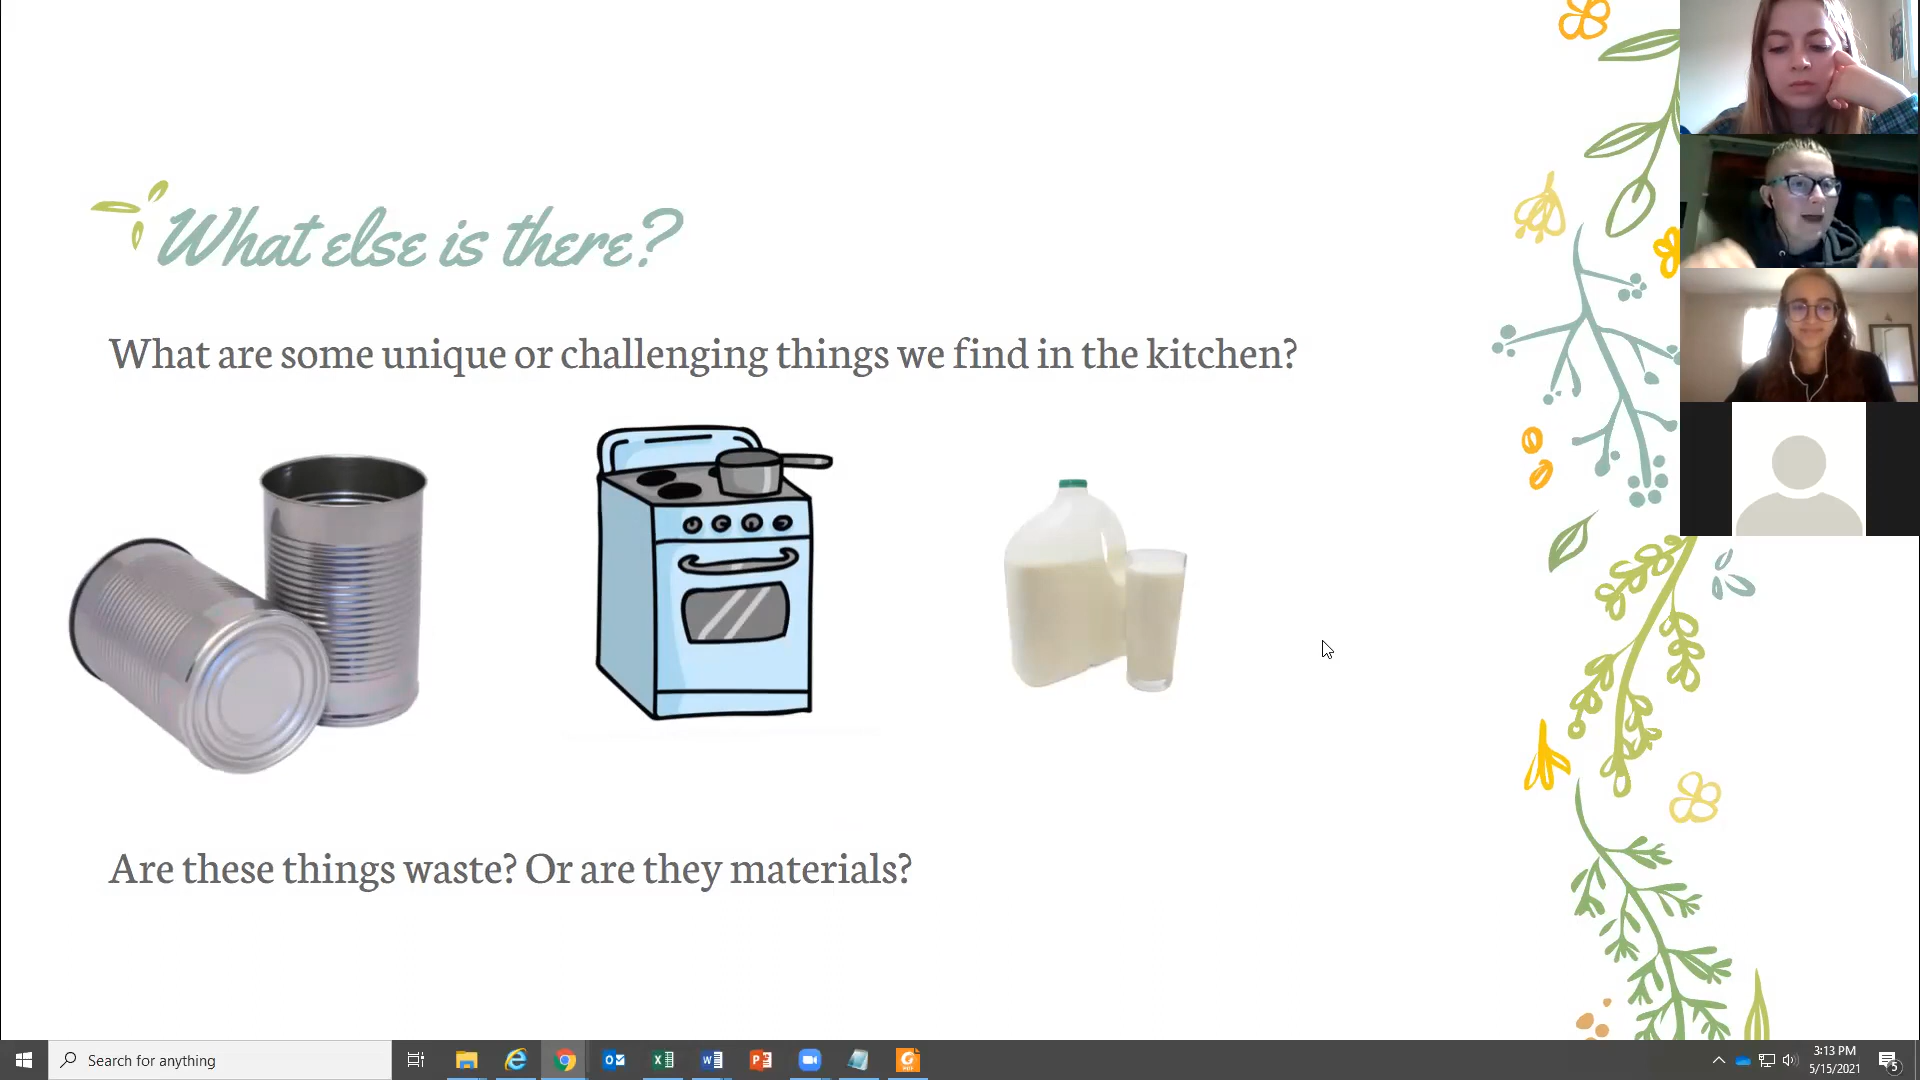 What else is there?
What are some unique or challenging things we find in the kitchen?
Are these things waste? Or are they materials?
Search for anything
3:13 PM
5/15/2021
5